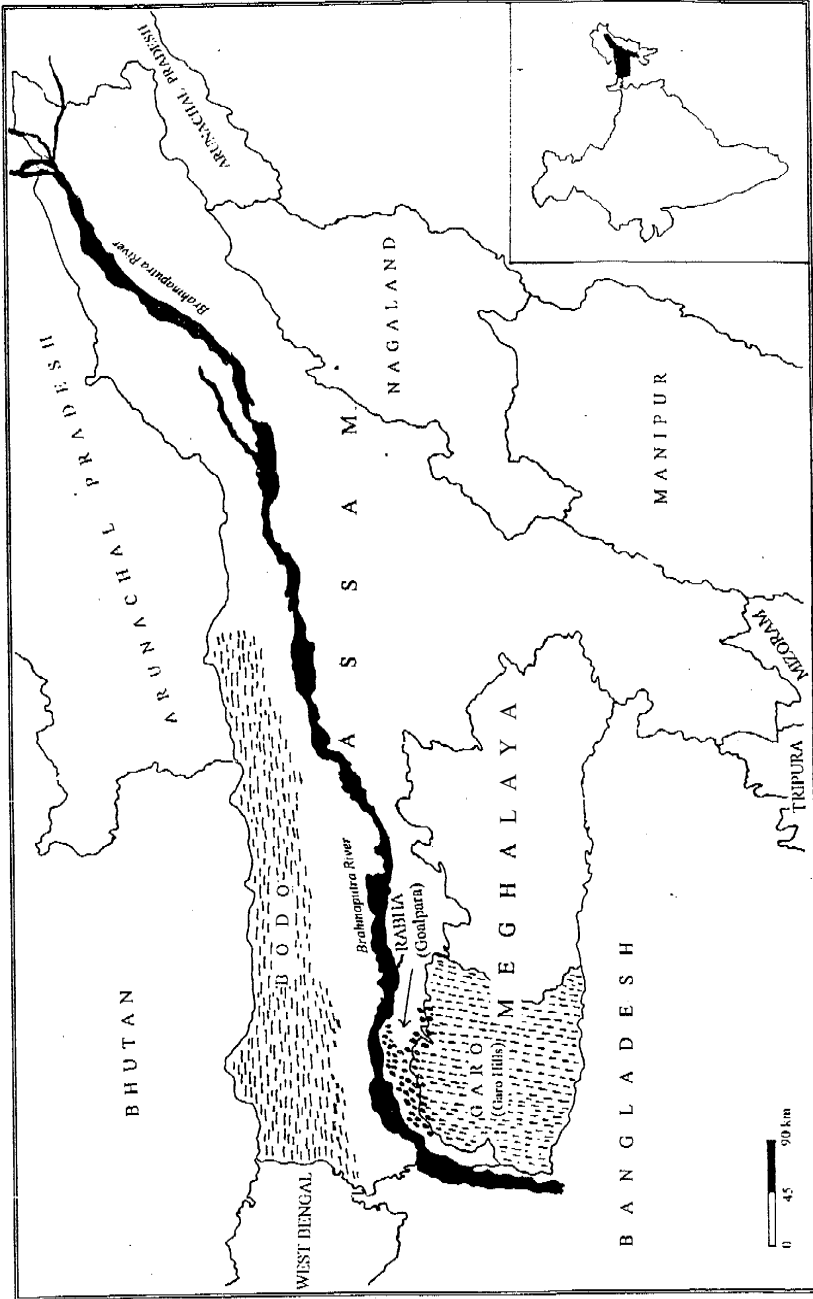 BHUTAN
ARUNACHAL PRADESH
ARUNACHAL PRADESH
Brahmaputra River
BODO
Brahmaputra River
ASSAM
NAGALAND
WEST BENGAL
RABHA
(Goalpara)
GARO
(Garo Hills)
MEGHALAYA
MANIPUR
BANGLADESH
MIZORAM
TRIPURA
0 45 90 km